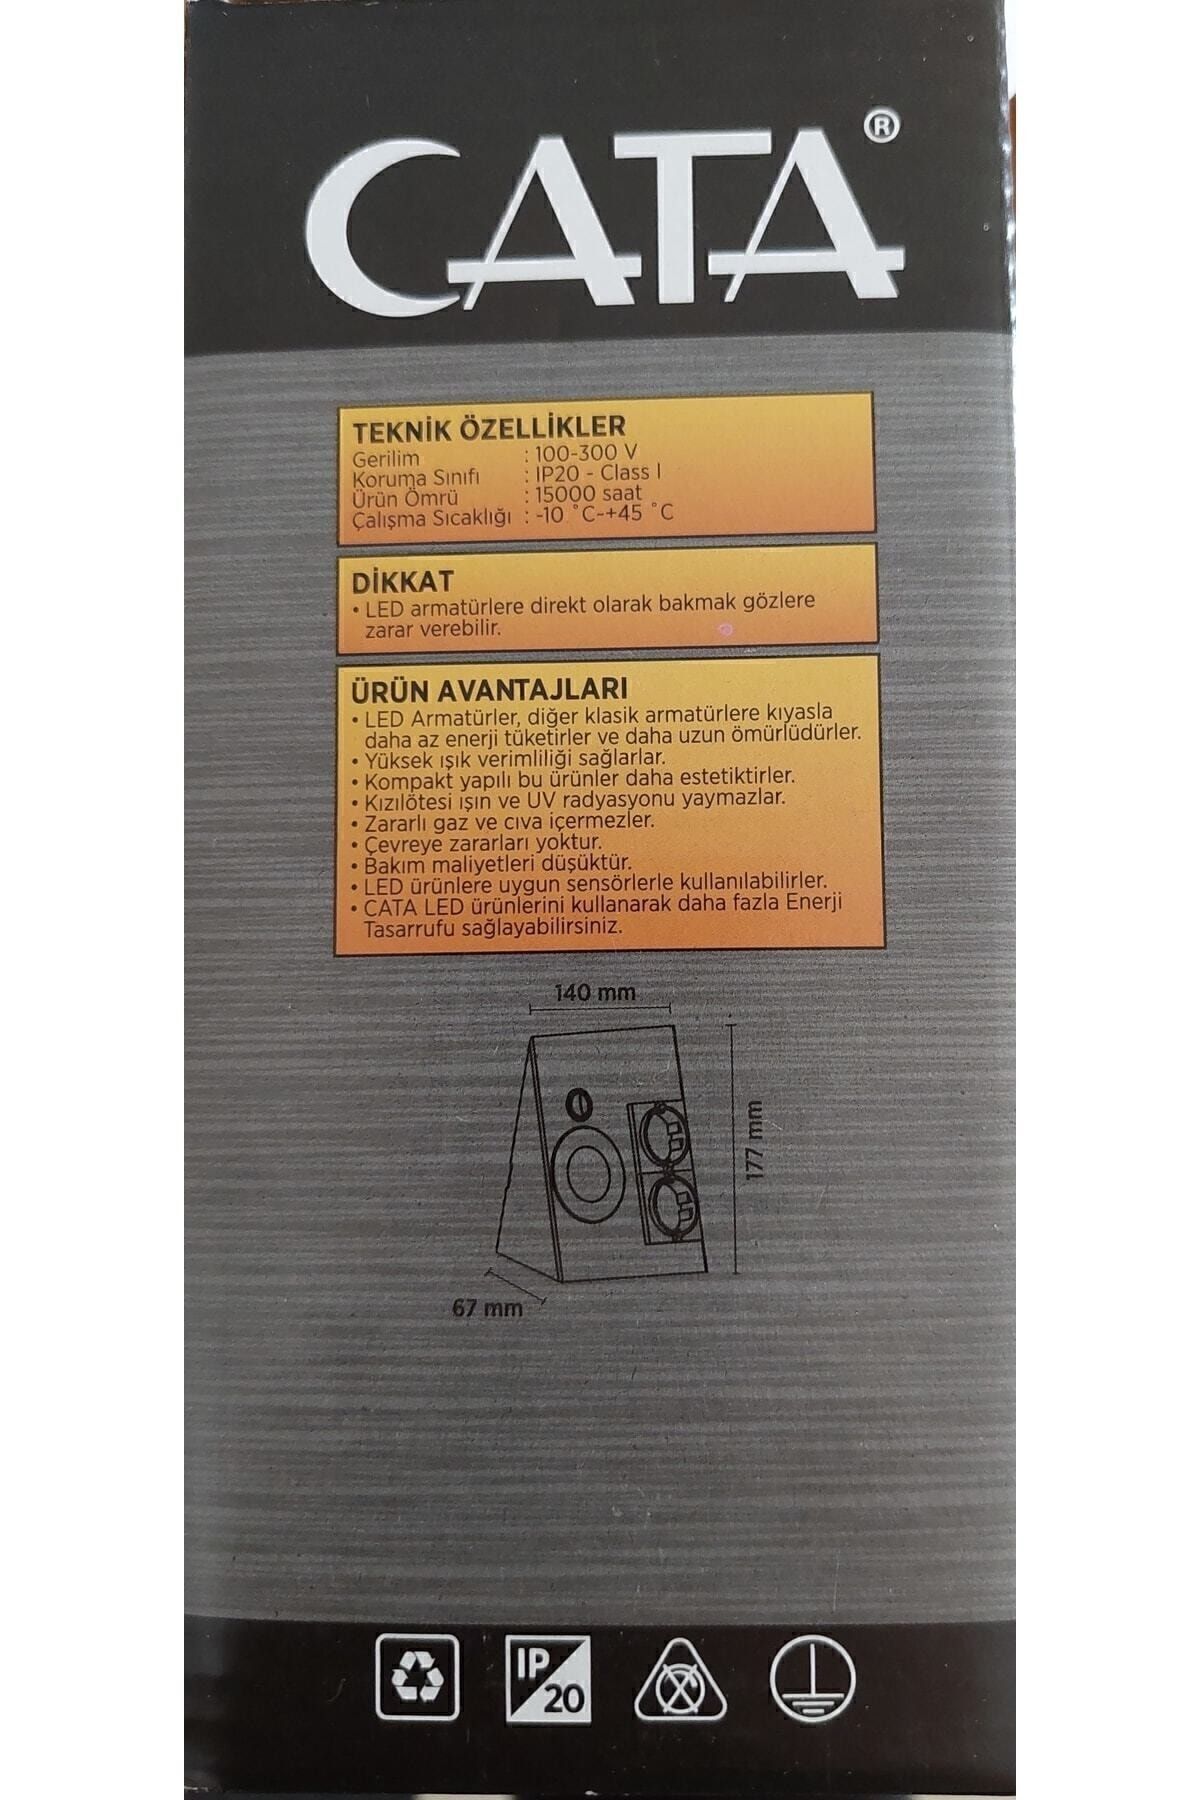 CATA®
TEKNİK ÖZELLİKLER
Gerilim : 100-300 V
Koruma Sınıfı : IP20 - Class I
Ürün Ömrü : 15000 saat
Çalışma Sıcaklığı : -10 °C-+45 °C
DİKKAT
• LED armatürlere direkt olarak bakmak gözlere
zarar verebilir.
ÜRÜN AVANTAJLARI
• LED Armatürler, diğer klasik armatürlere kıyasla
daha az enerji tüketirler ve daha uzun ömürlüdürler.
• Yüksek ışık verimliliği sağlarlar.
• Kompakt yapılı bu ürünler daha estetiktirler.
• Kızılötesi ışın ve UV radyasyonu yaymazlar.
• Zararlı gaz ve cıva içermezler.
• Çevreye zararları yoktur.
• Bakım maliyetleri düşüktür.
• LED ürünlere uygun sensörlerle kullanılabilirler.
• CATA LED ürünlerini kullanarak daha fazla Enerji
Tasarrufu sağlayabilirsiniz.
140 mm
177 mm
67 mm
IP
20